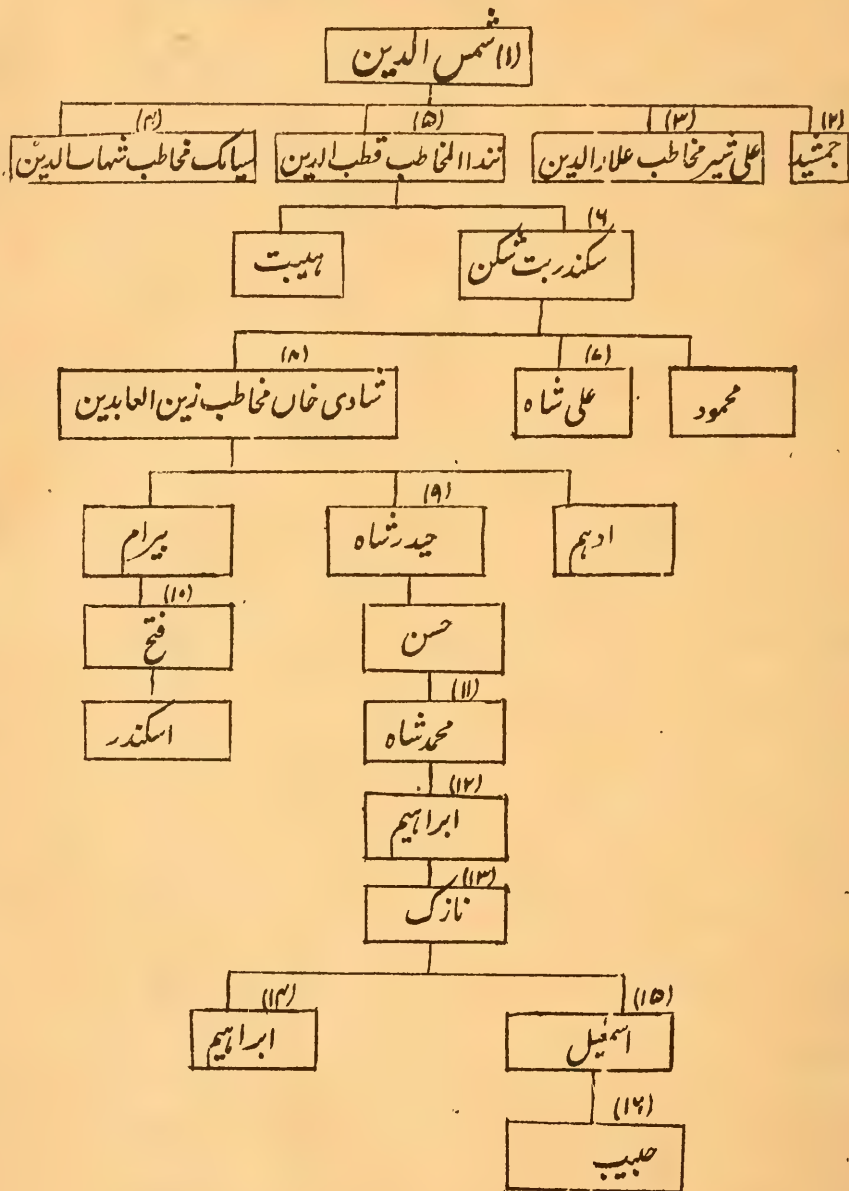 (۱) شمس الدین
(۲) (۳) (۵) (۴)
جمشید علی شیر مخاطب علاء الدین ننداالمخاطب قطب الدین سیامک مخاطب شہاب الدین
(۶)
سکندر بت شکن ہیبت
(۷) (۸)
محمود علی شاہ شادی خاں مخاطب زین العابدین
(۹)
ادہم حیدر شاہ بیرام
(۱۰)
حسن فتح
(۱۱)
محمد شاہ اسکندر
(۱۲)
ابراہیم
(۱۳)
نازک
(۱۵) (۱۴)
اسمٰعیل ابراہیم
(۱۶)
حبیب